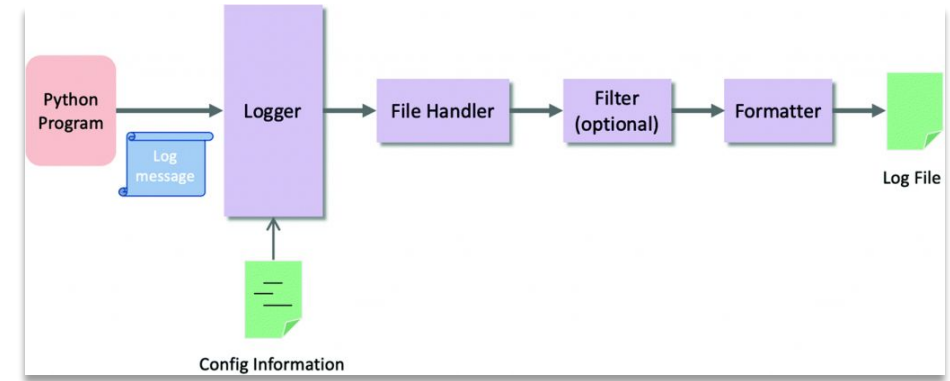 Python
Program
Log
message
Logger
File Handler
Filter
(optional)
Formatter
Log File
Config Information